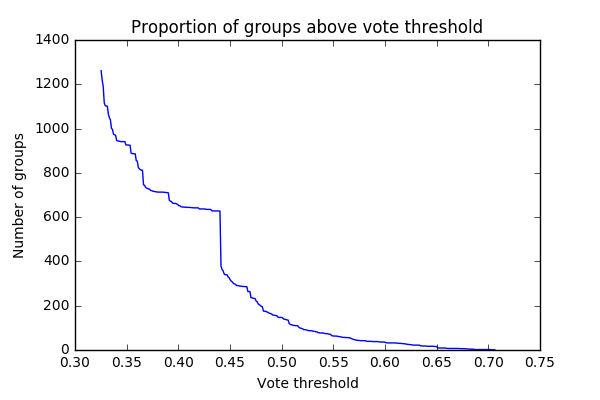 Proportion of groups above vote threshold
1400
1200
1000
800
600
400
200
0
Number of groups
0.30 0.35 0.40 0.45 0.50 0.55 0.60 0.65 0.70 0.75
Vote threshold